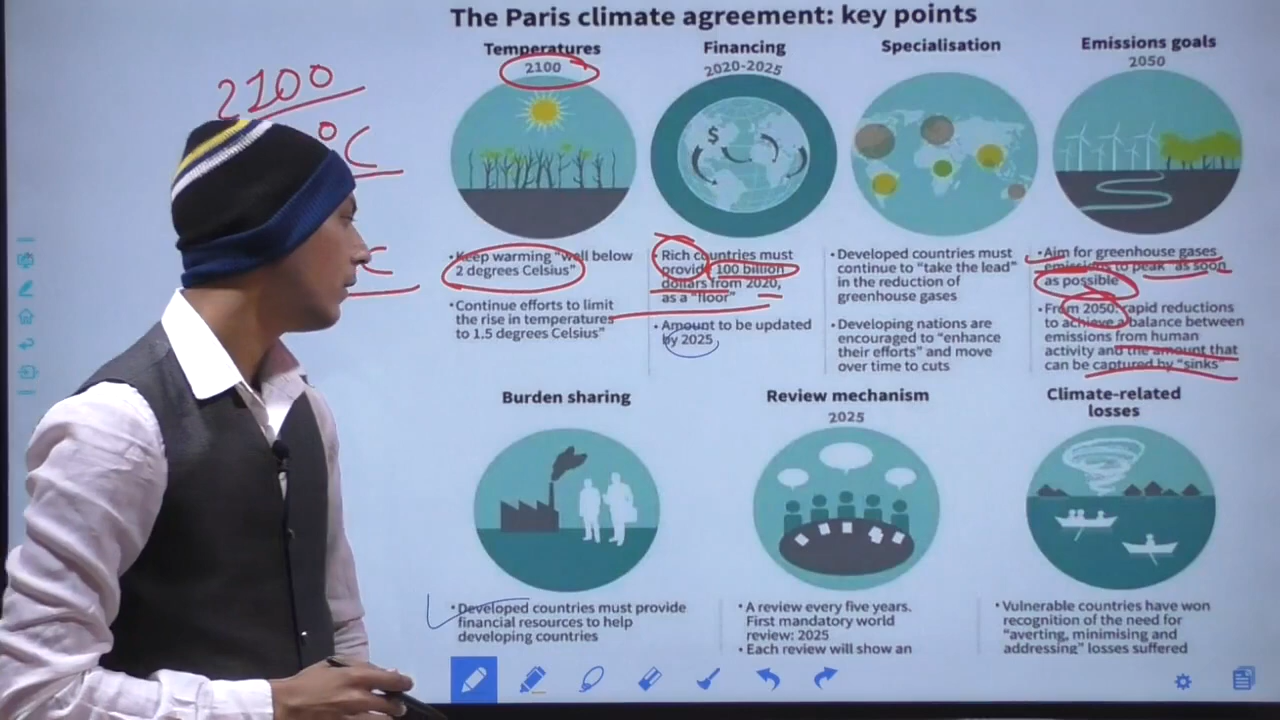 The Paris climate agreement: key points
2100
°C
C
Temperatures
2100
• Keep warming "well below
2 degrees Celsius"
• Continue efforts to limit
the rise in temperatures
to 1.5 degrees Celsius"
Financing
2020-2025
$
• Rich countries must
provide 100 billion
dollars from 2020,
as a "floor"
• Amount to be updated
by 2025
Specialisation
• Developed countries must
continue to "take the lead"
in the reduction of
greenhouse gases
• Developing nations are
encouraged to "enhance
their efforts" and move
over time to cuts
Emissions goals
2050
• Aim for greenhouse gases
emissions to peak "as soon
as possible"
• From 2050: rapid reductions
to achieve a balance between
emissions from human
activity and the amount that
can be captured by "sinks"
Burden sharing
• Developed countries must provide
financial resources to help
developing countries
Review mechanism
2025
• A review every five years.
First mandatory world
review: 2025
• Each review will show an
Climate-related
losses
• Vulnerable countries have won
recognition of the need for
"averting, minimising and
addressing" losses suffered